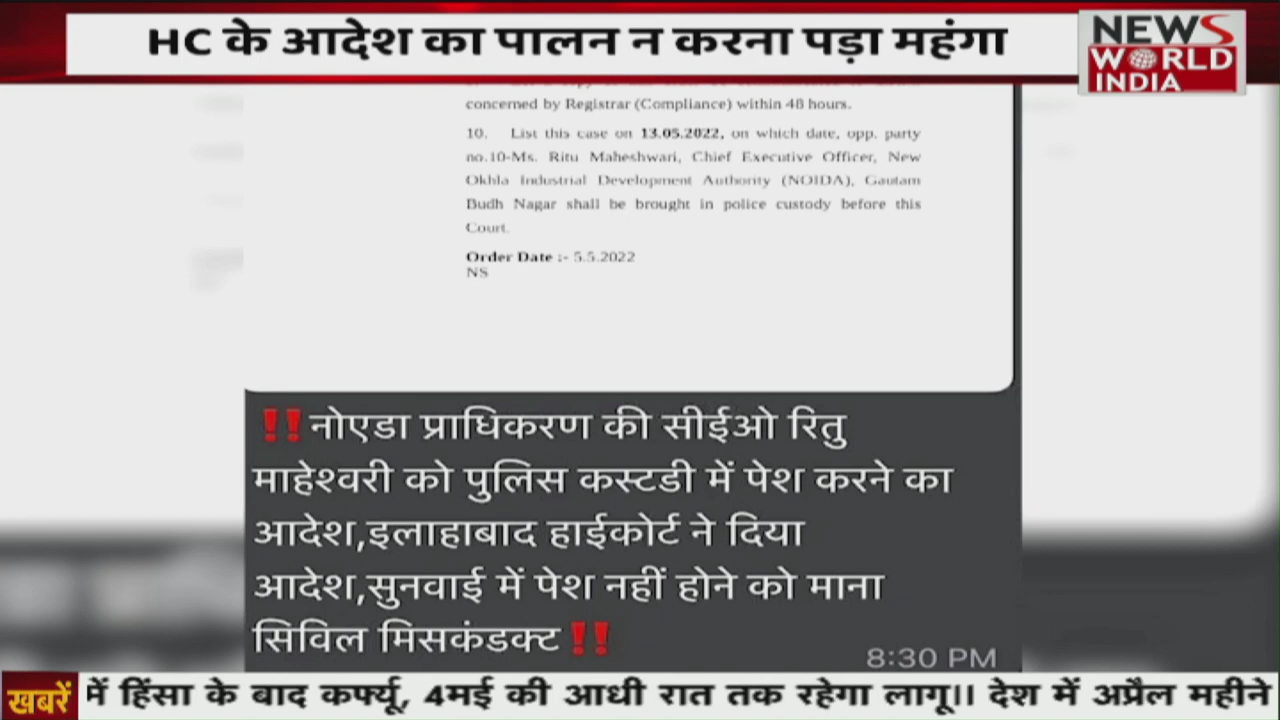 HC के आदेश का पालन न करना पड़ा महंगा
NEWS
WORLD
INDIA
concerned by Registrar (Compliance) within 48 hours.
10. List this case on 13.05.2022, on which date, opp. party
no.10-Ms. Ritu Maheshwari, Chief Executive Officer, New
Okhla Industrial Development Authority (NOIDA), Gautam
Budh Nagar shall be brought in police custody before this
Court.
Order Date :- 5.5.2022
NS
‼️नोएडा प्राधिकरण की सीईओ रितु
माहेश्वरी को पुलिस कस्टडी में पेश करने का
आदेश,इलाहाबाद हाईकोर्ट ने दिया
आदेश,सुनवाई में पेश नहीं होने को माना
सिविल मिसकंडक्ट‼️
8:30 PM
खबरें में हिंसा के बाद कर्फ्यू, 4मई की आधी रात तक रहेगा लागू।। देश में अप्रैल महीने